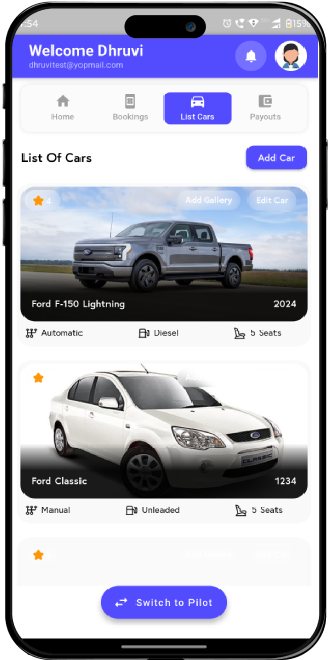 :54
15%
Welcome Dhruvi
dhruvitest@yopmail.com
Home Bookings List Cars Payouts
List Of Cars Add Car
Add Gallery Edit Car
Ford F-150 Lightning 2024
Automatic Diesel 5 Seats
CLASSIC
Ford Classic 1234
Manual Unleaded 5 Seats
Switch to Pilot